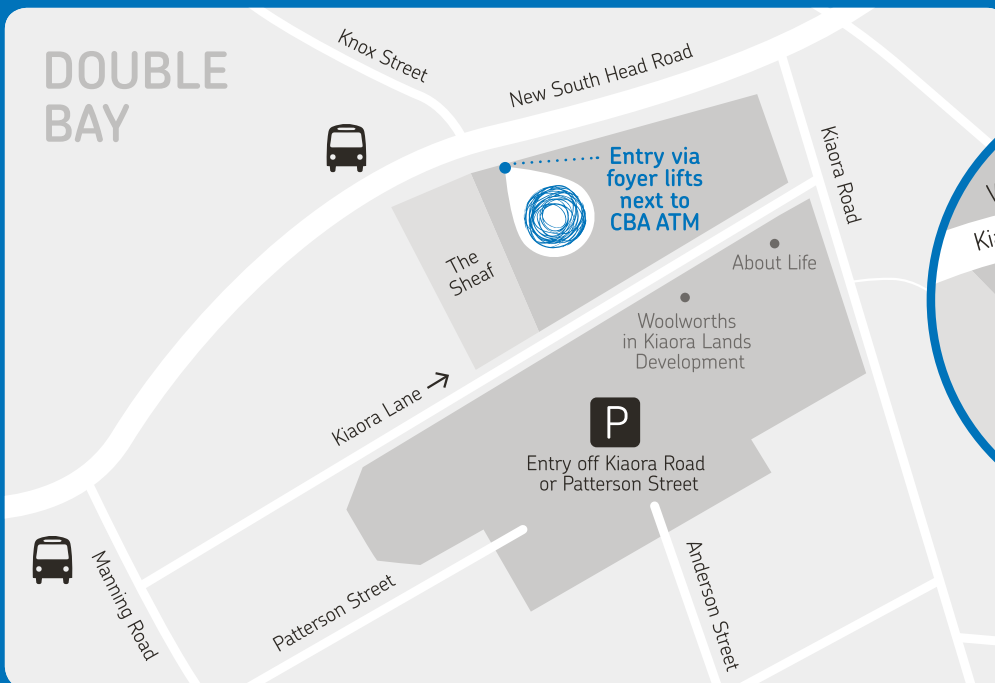 DOUBLE
BAY
Knox Street
New South Head Road
Kiaora Road
Entry via
foyer lifts
next to
CBA ATM
The
Sheaf
About Life
Woolworths
in Kiaora Lands
Development
Kiaora Lane
P
Entry off Kiaora Road
or Patterson Street
Manning Road
Patterson Street
Anderson Street